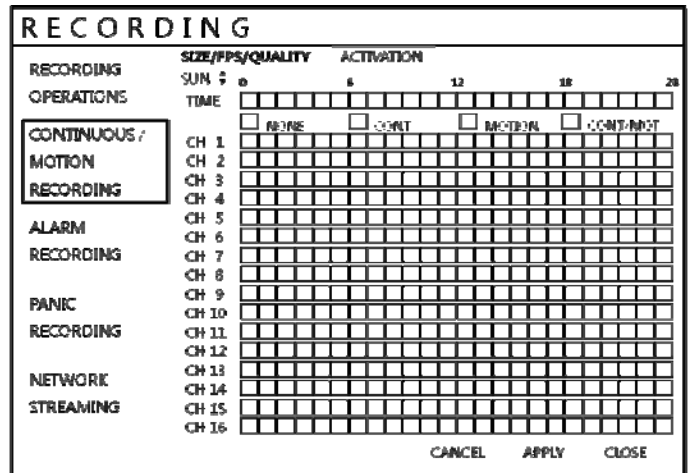 RECORDING
SIZE/FPS/QUALITY ACTIVATION
RECORDING
OPERATIONS
CONTINUOUS /
MOTION
RECORDING
ALARM
RECORDING
PANIC
RECORDING
NETWORK
STREAMING
SUN 0 6 12 18
TIME
NONE CONT MOTION CONT/MOT
CH 1
CH 2
CH 3
CH 4
CH 5
CH 6
CH 7
CH 8
CH 9
CH 10
CH 11
CH 12
CH 13
CH 14
CH 15
CH 16
CANCEL APPLY CLOSE